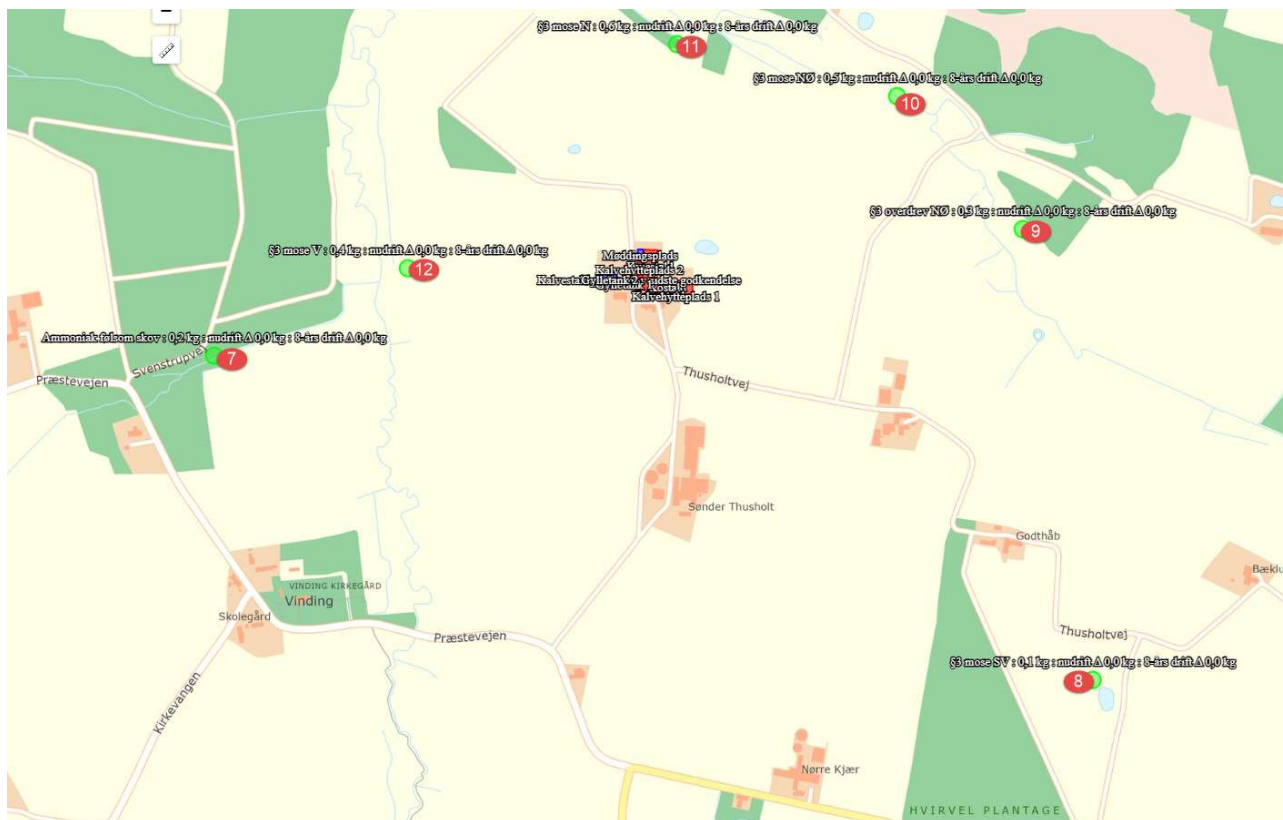 §3 mose N : 0,6 kg : nudrift Δ 0,0 kg : 8-års drift Δ 0,0 kg
11
§3 mose NØ : 0,5 kg : nudrift Δ 0,0 kg : 8-års drift Δ 0,0 kg
10
§3 overdrev NØ : 0,3 kg : nudrift Δ 0,0 kg : 8-års drift Δ 0,0 kg
9
§3 mose V : 0,4 kg : nudrift Δ 0,0 kg : 8-års drift Δ 0,0 kg
12
Møddingsplads
Kalvehytteplads 2
Gylletank 2
godkendelse
Kalvehytteplads 1
Ammoniak-følsom skov : 0,2 kg : nudrift Δ 0,0 kg : 8-års drift Δ 0,0 kg
7
Svenstrupvej
Præstevejen
Thusholtvej
Sønder Thusholt
Godthåb
VINDING KIRKEGÅRD
Vinding
Skolegård
Bæklu
Præstevejen
Thusholtvej
§3 mose SV : 0,1 kg : nudrift Δ 0,0 kg : 8-års drift Δ 0,0 kg
8
Kirkevangen
Nørre Kjær
HVIRVEL PLANTAGE